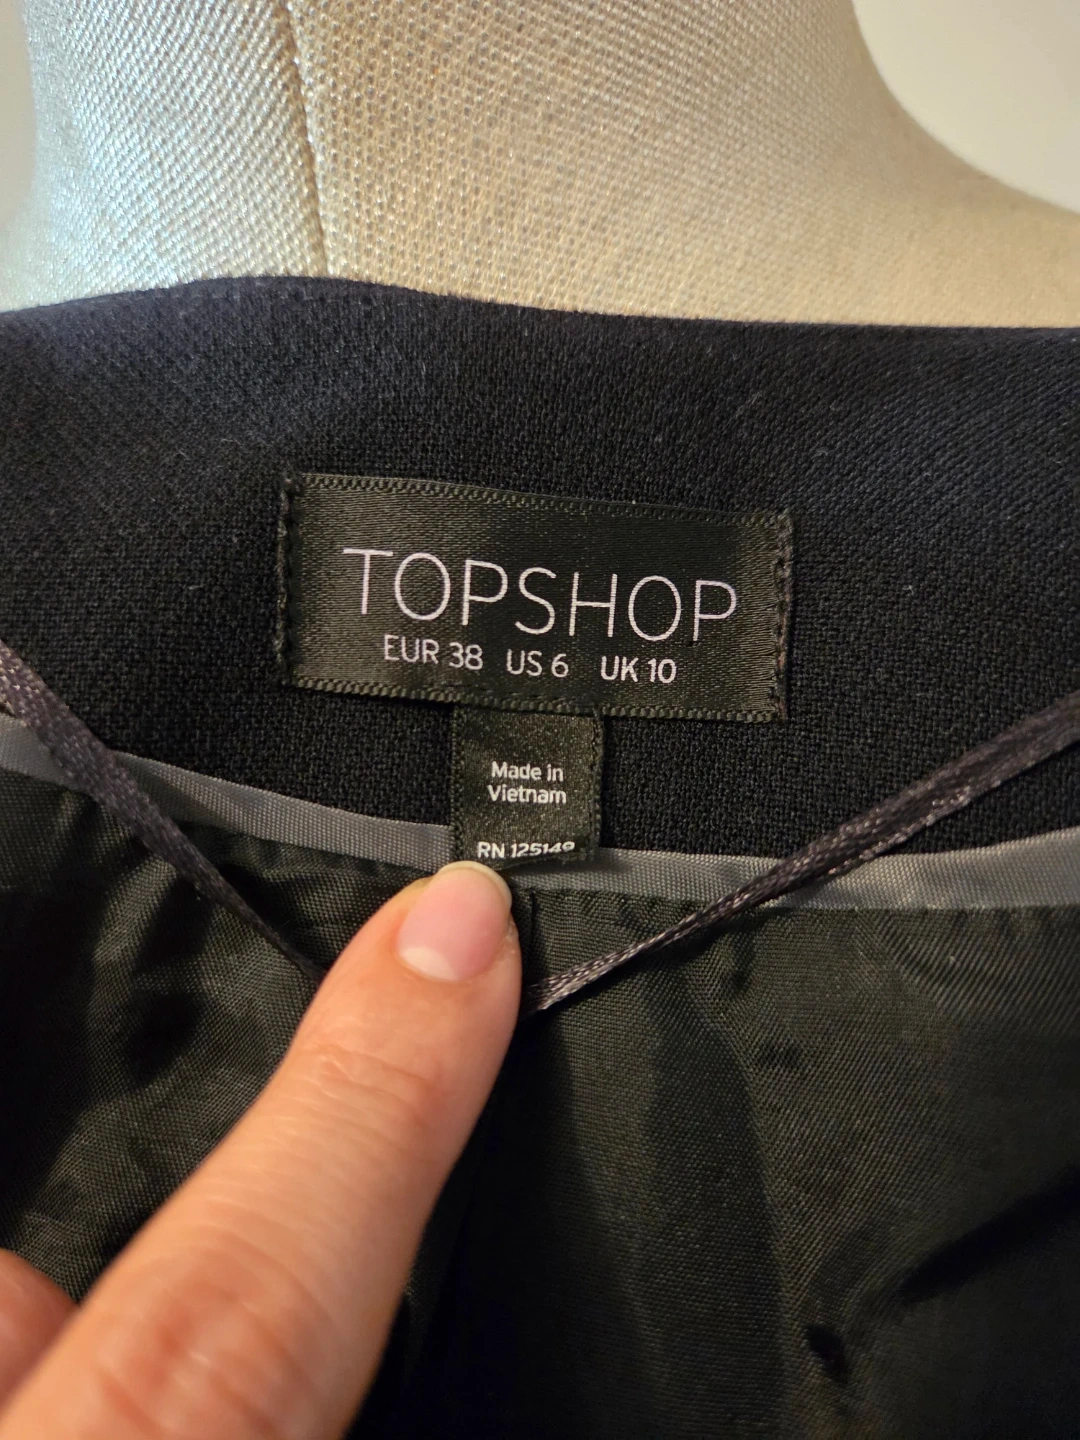 TOPSHOP
EUR 38 US 6 UK 10
Made in
Vietnam
RN 125149